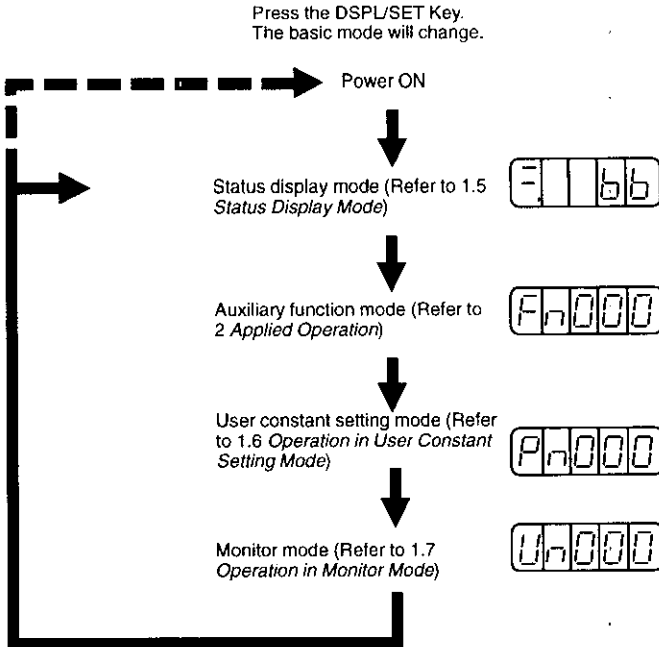 Press the DSPL/SET Key.
The basic mode will change.
Power ON
Status display mode (Refer to 1.5
Status Display Mode)
bb
Auxiliary function mode (Refer to
2 Applied Operation)
Fn000
User constant setting mode (Refer
to 1.6 Operation in User Constant
Setting Mode)
Pn000
Monitor mode (Refer to 1.7
Operation in Monitor Mode)
Un000